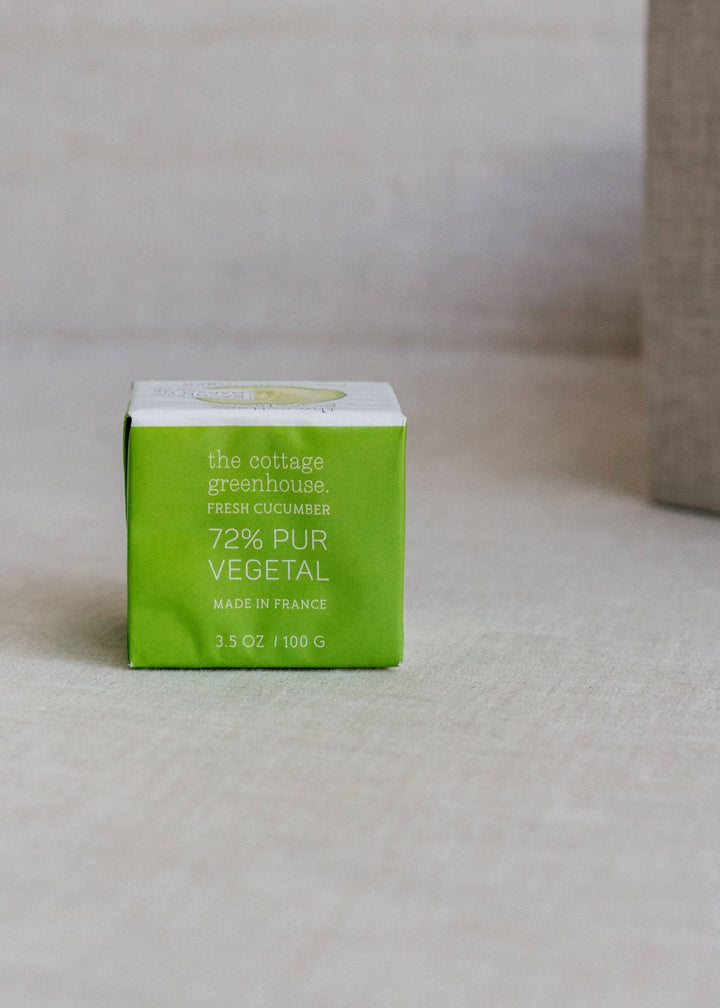 the cottage
greenhouse.
FRESH CUCUMBER
72% PUR
VEGETAL
MADE IN FRANCE
3.5 OZ / 100 G